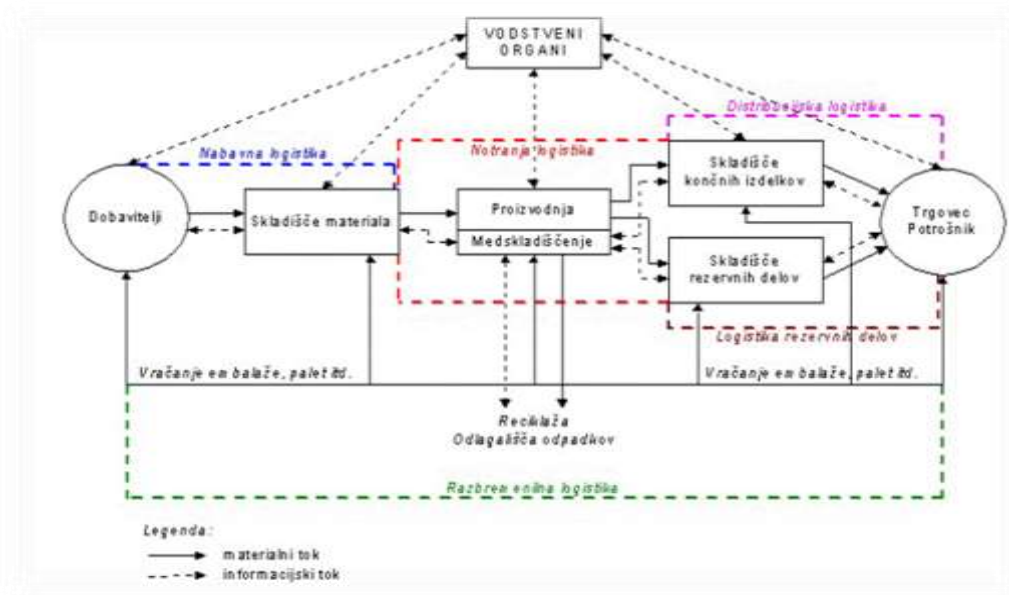 VODSTVENI
ORGANI
Distribucijska logistika
Nabavna logistika
Notranja logistika
Skladišče
končnih izdelkov
Dobavitelji
Skladišče materiala
Proizvodnja
Medskladiščenje
Trgovec
Potrošnik
Skladišče
rezervnih delov
Logistika rezervnih delov
Vračanje embalaže, palet itd.
Vračanje embalaže, palet itd.
Reciklaža
Odlagališča odpadkov
Razbremenilna logistika
Legenda:
materialni tok
informacijski tok